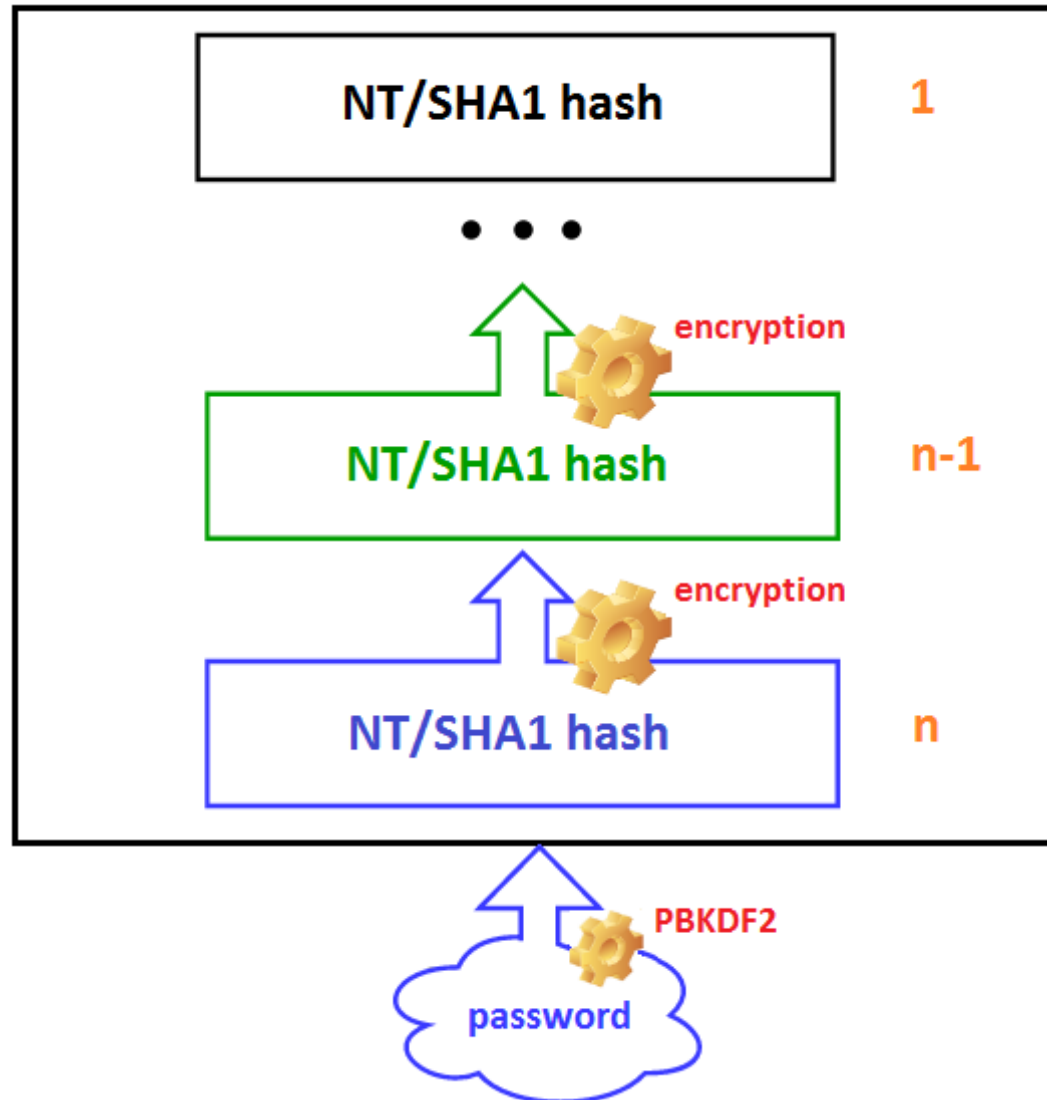 NT/SHA1 hash
1
• • •
encryption
NT/SHA1 hash
n-1
encryption
NT/SHA1 hash
n
PBKDF2
password